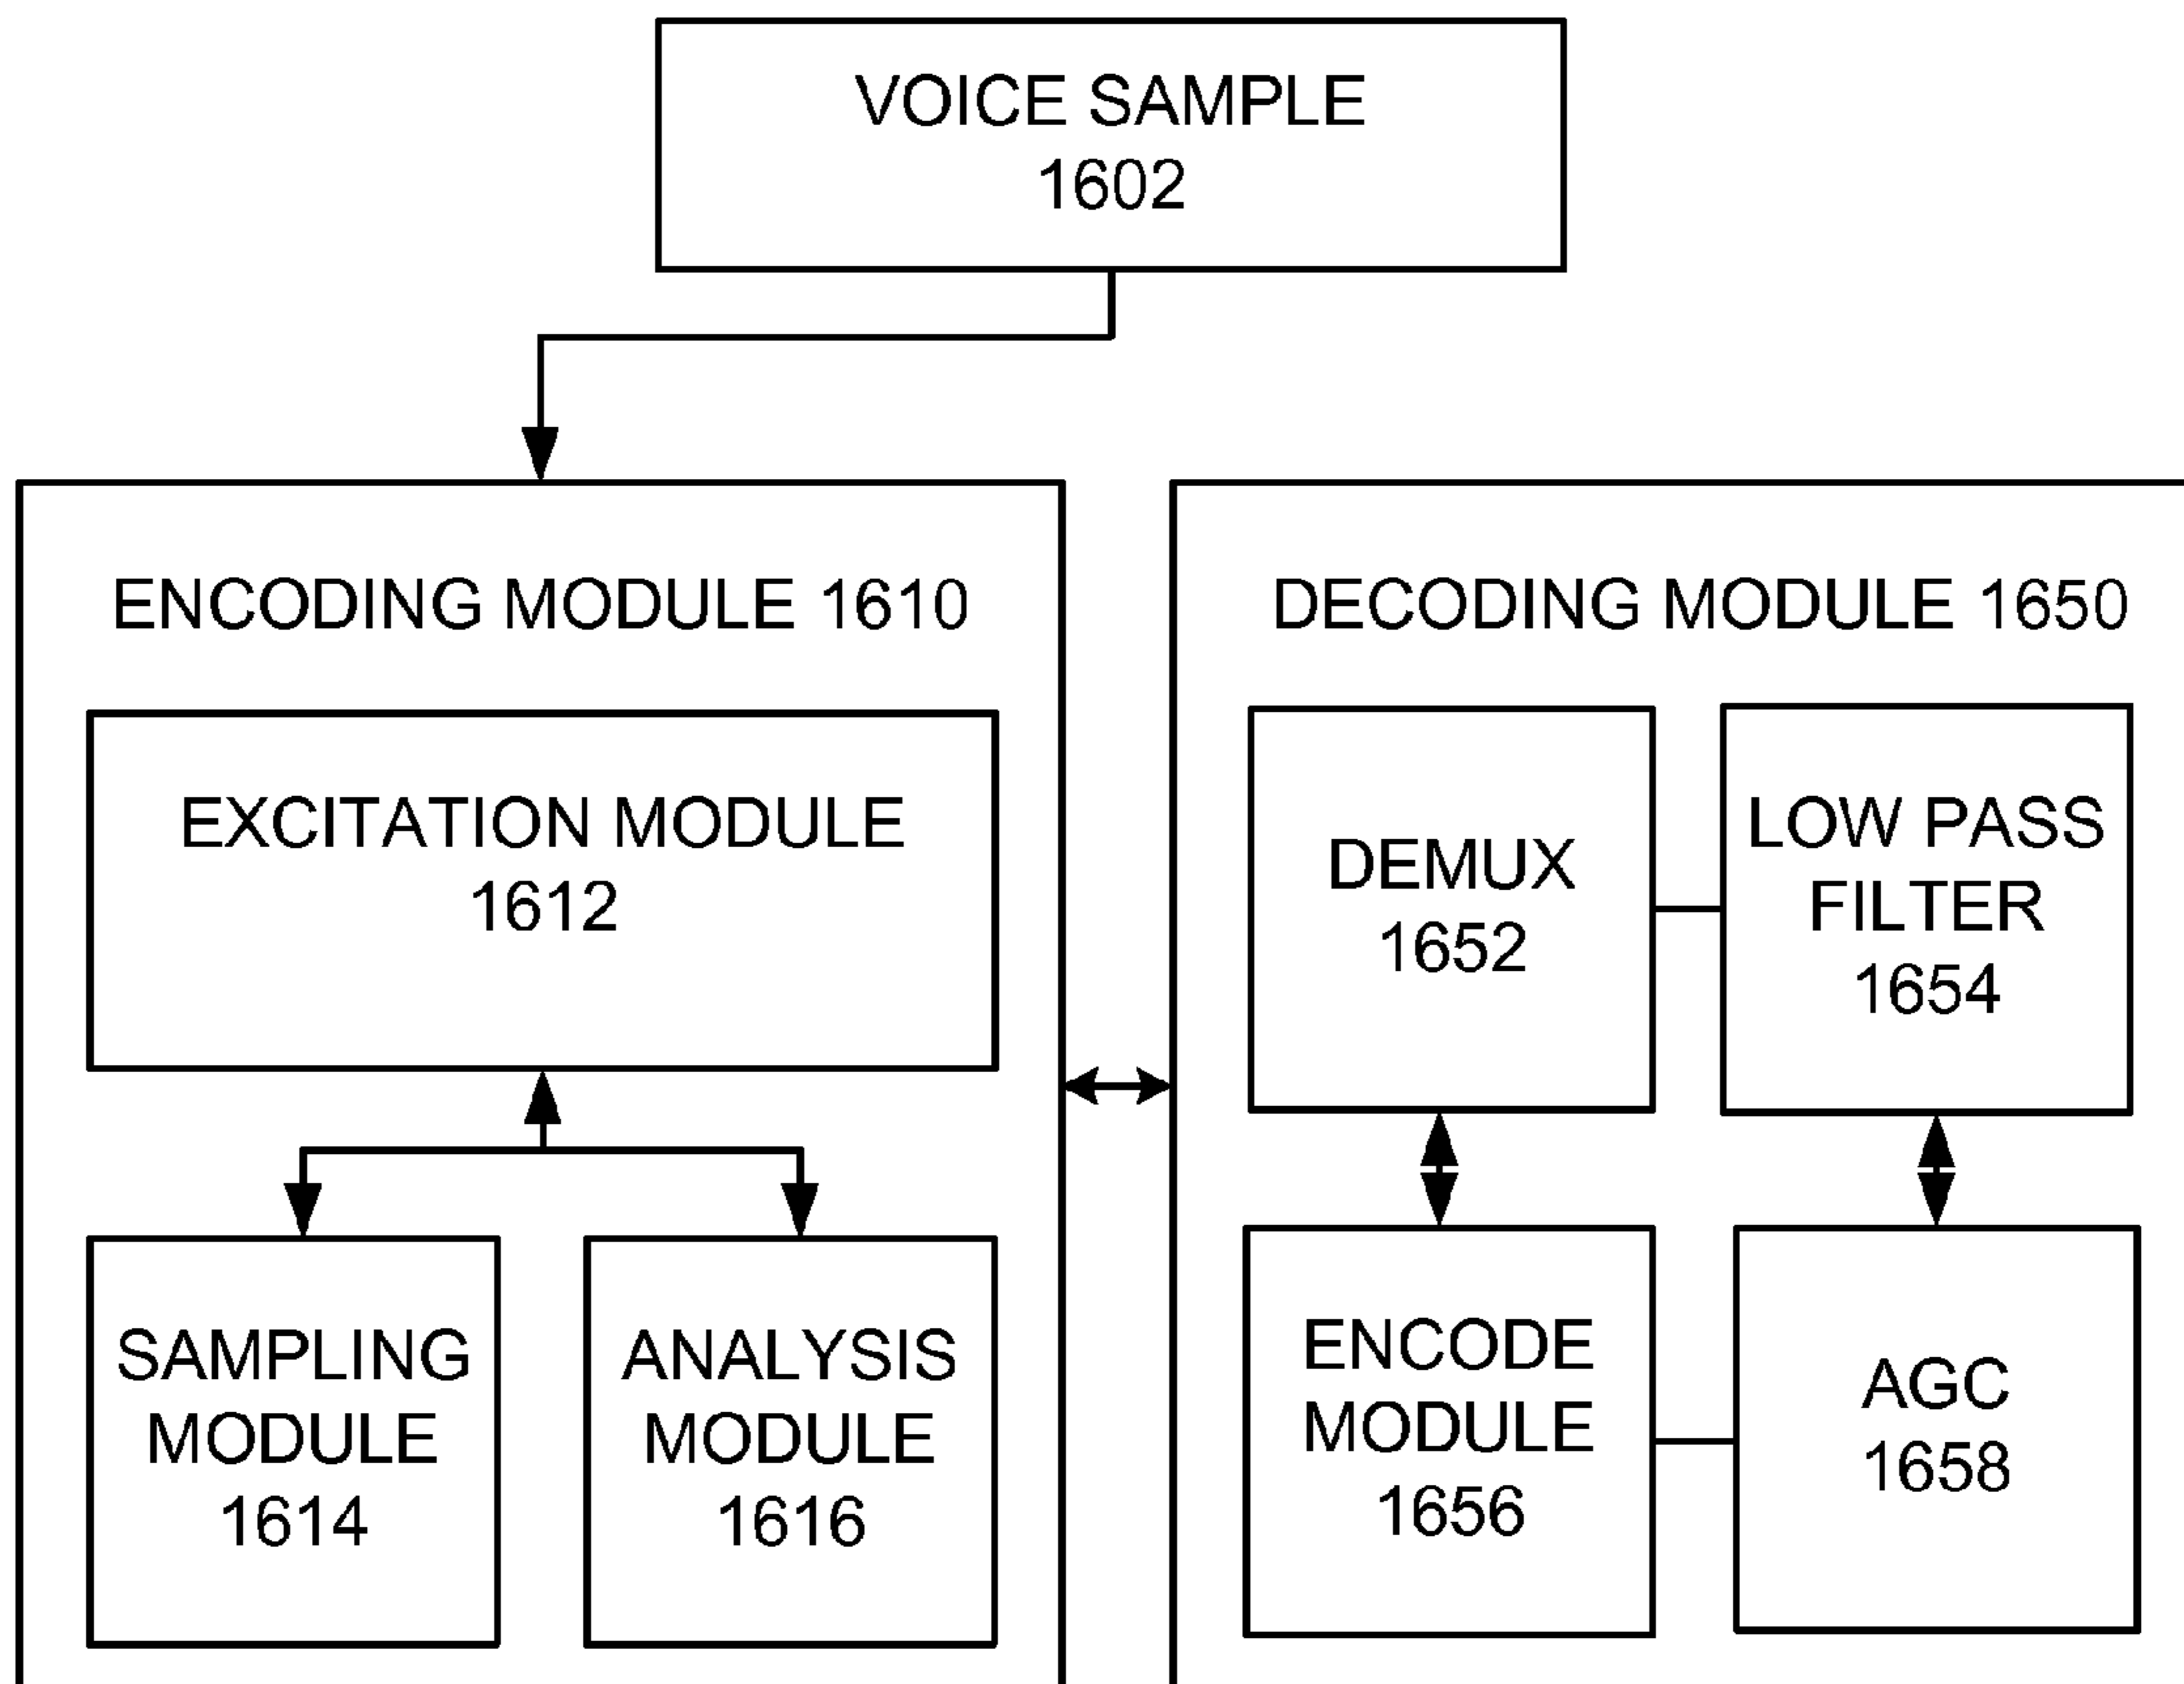 VOICE SAMPLE
1602
ENCODING MODULE 1610
EXCITATION MODULE
1612
SAMPLING
MODULE
1614
ANALYSIS
MODULE
1616
DECODING MODULE 1650
DEMUX
1652
LOW PASS
FILTER
1654
ENCODE
MODULE
1656
AGC
1658